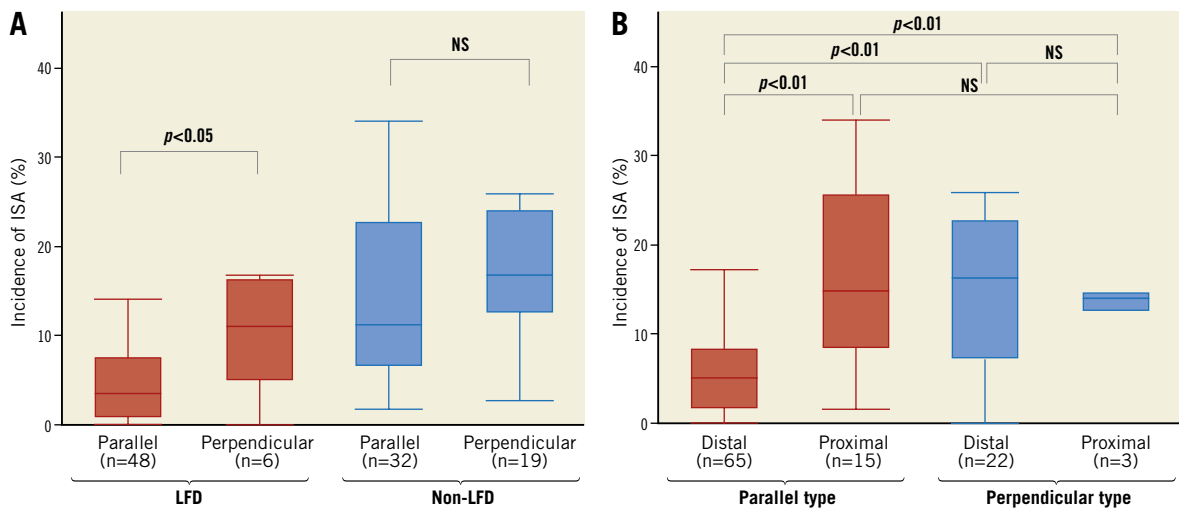 A
Incidence of ISA (%)
40
30
20
10
0
p<0.05
NS
Parallel
(n=48)
Perpendicular
(n=6)
Parallel
(n=32)
Perpendicular
(n=19)
LFD
Non-LFD
B
Incidence of ISA (%)
40
30
20
10
0
p<0.01
p<0.01
NS
p<0.01
NS
Distal
(n=65)
Proximal
(n=15)
Distal
(n=22)
Proximal
(n=3)
Parallel type
Perpendicular type